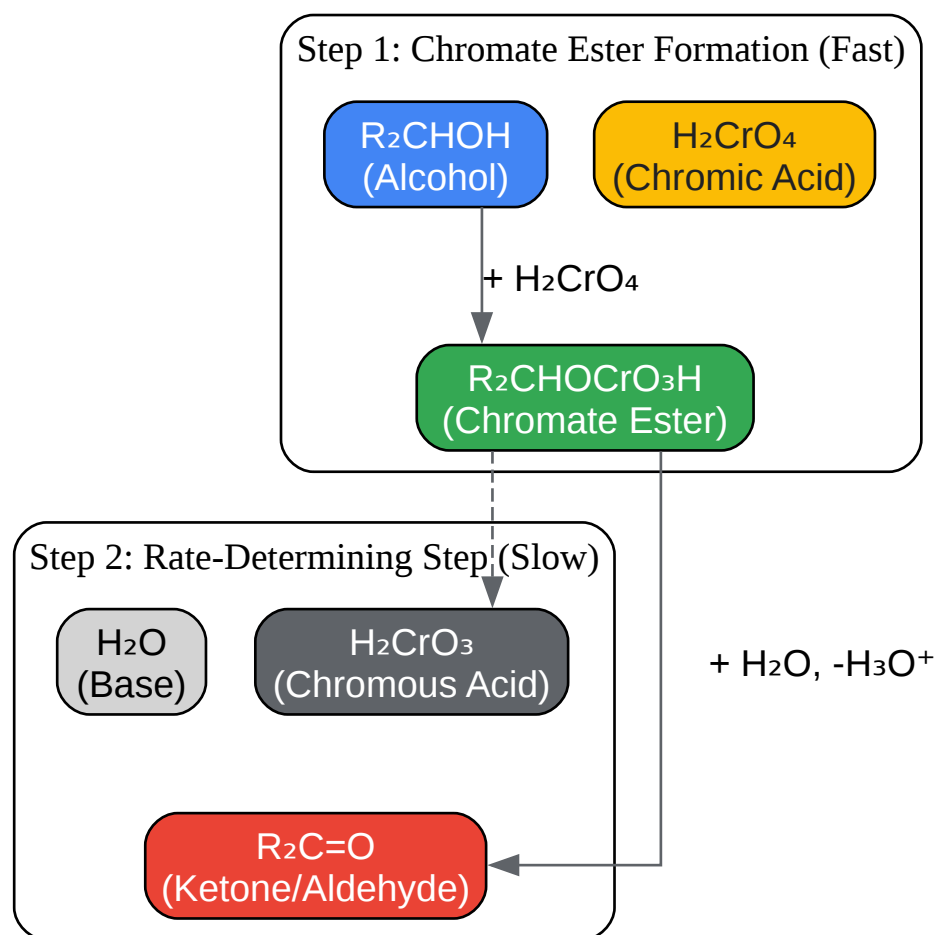 Step 1: Chromate Ester Formation (Fast)
R₂CHOH
(Alcohol)
H₂CrO₄
(Chromic Acid)
+ H₂CrO₄
R₂CHOCrO₃H
(Chromate Ester)
Step 2: Rate-Determining Step (Slow)
H₂O
(Base)
H₂CrO₃
(Chromous Acid)
+ H₂O, -H₃O⁺
R₂C=O
(Ketone/Aldehyde)